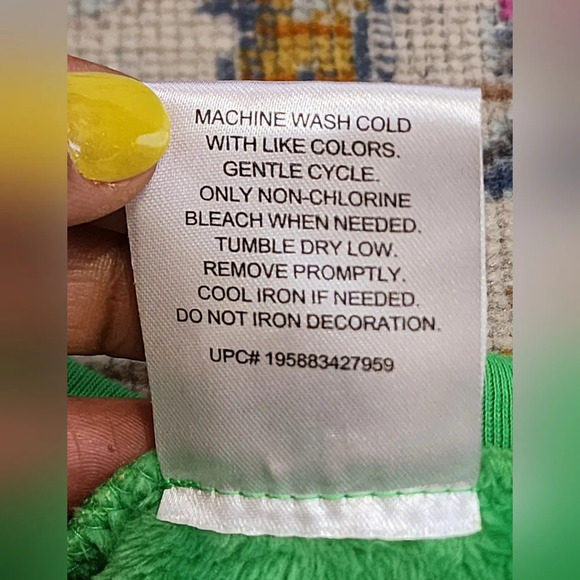 MACHINE WASH COLD
WITH LIKE COLORS.
GENTLE CYCLE.
ONLY NON-CHLORINE
BLEACH WHEN NEEDED.
TUMBLE DRY LOW.
REMOVE PROMPTLY.
COOL IRON IF NEEDED.
DO NOT IRON DECORATION.
UPC# 195883427959